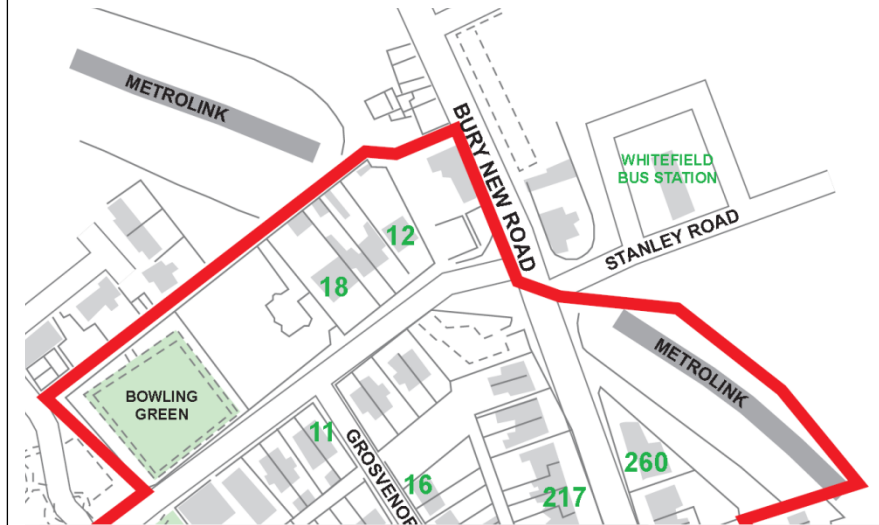 METROLINK
BURY NEW ROAD
WHITEFIELD
BUS STATION
STANLEY ROAD
12
18
METROLINK
BOWLING
GREEN
11
GROSVENOR
16
217
260